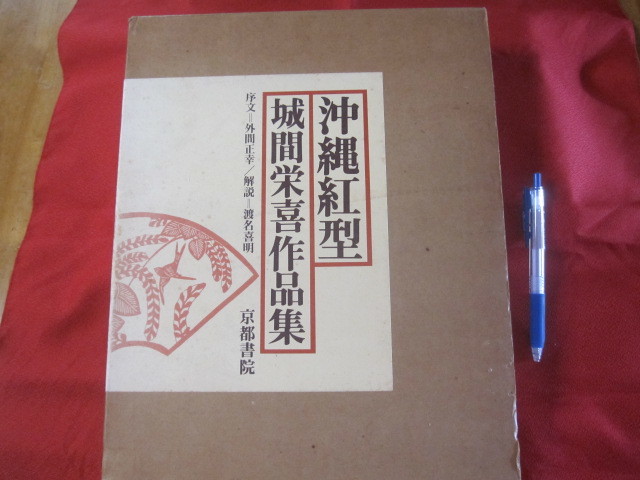 沖縄紅型
城間栄喜作品集
序文＝外間正幸／解説＝渡名喜明
京都書院